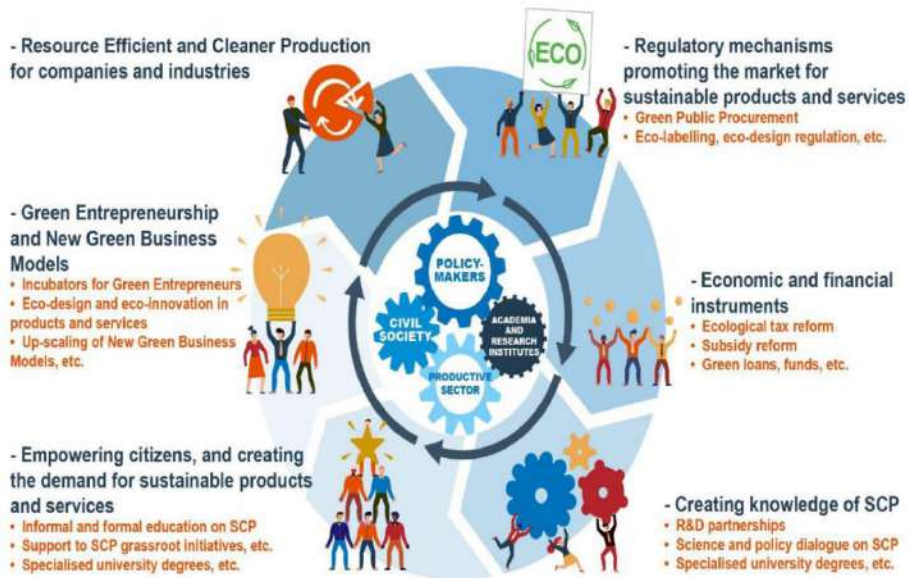 - Resource Efficient and Cleaner Production
for companies and industries
ECO
- Regulatory mechanisms
promoting the market for
sustainable products and services
• Green Public Procurement
• Eco-labelling, eco-design regulation, etc.
- Green Entrepreneurship
and New Green Business
Models
• Incubators for Green Entrepreneurs
• Eco-design and eco-innovation in
products and services
• Up-scaling of New Green Business
Models, etc.
POLICY-
MAKERS
CIVIL
SOCIETY
ACADEMIA
AND
RESEARCH
INSTITUTES
PRODUCTIVE
SECTOR
- Economic and financial
instruments
• Ecological tax reform
• Subsidy reform
• Green loans, funds, etc.
- Empowering citizens, and creating
the demand for sustainable products
and services
• Informal and formal education on SCP
• Support to SCP grassroot initiatives, etc.
• Specialised university degrees, etc.
- Creating knowledge of SCP
• R&D partnerships
• Science and policy dialogue on SCP
• Specialised university degrees, etc.